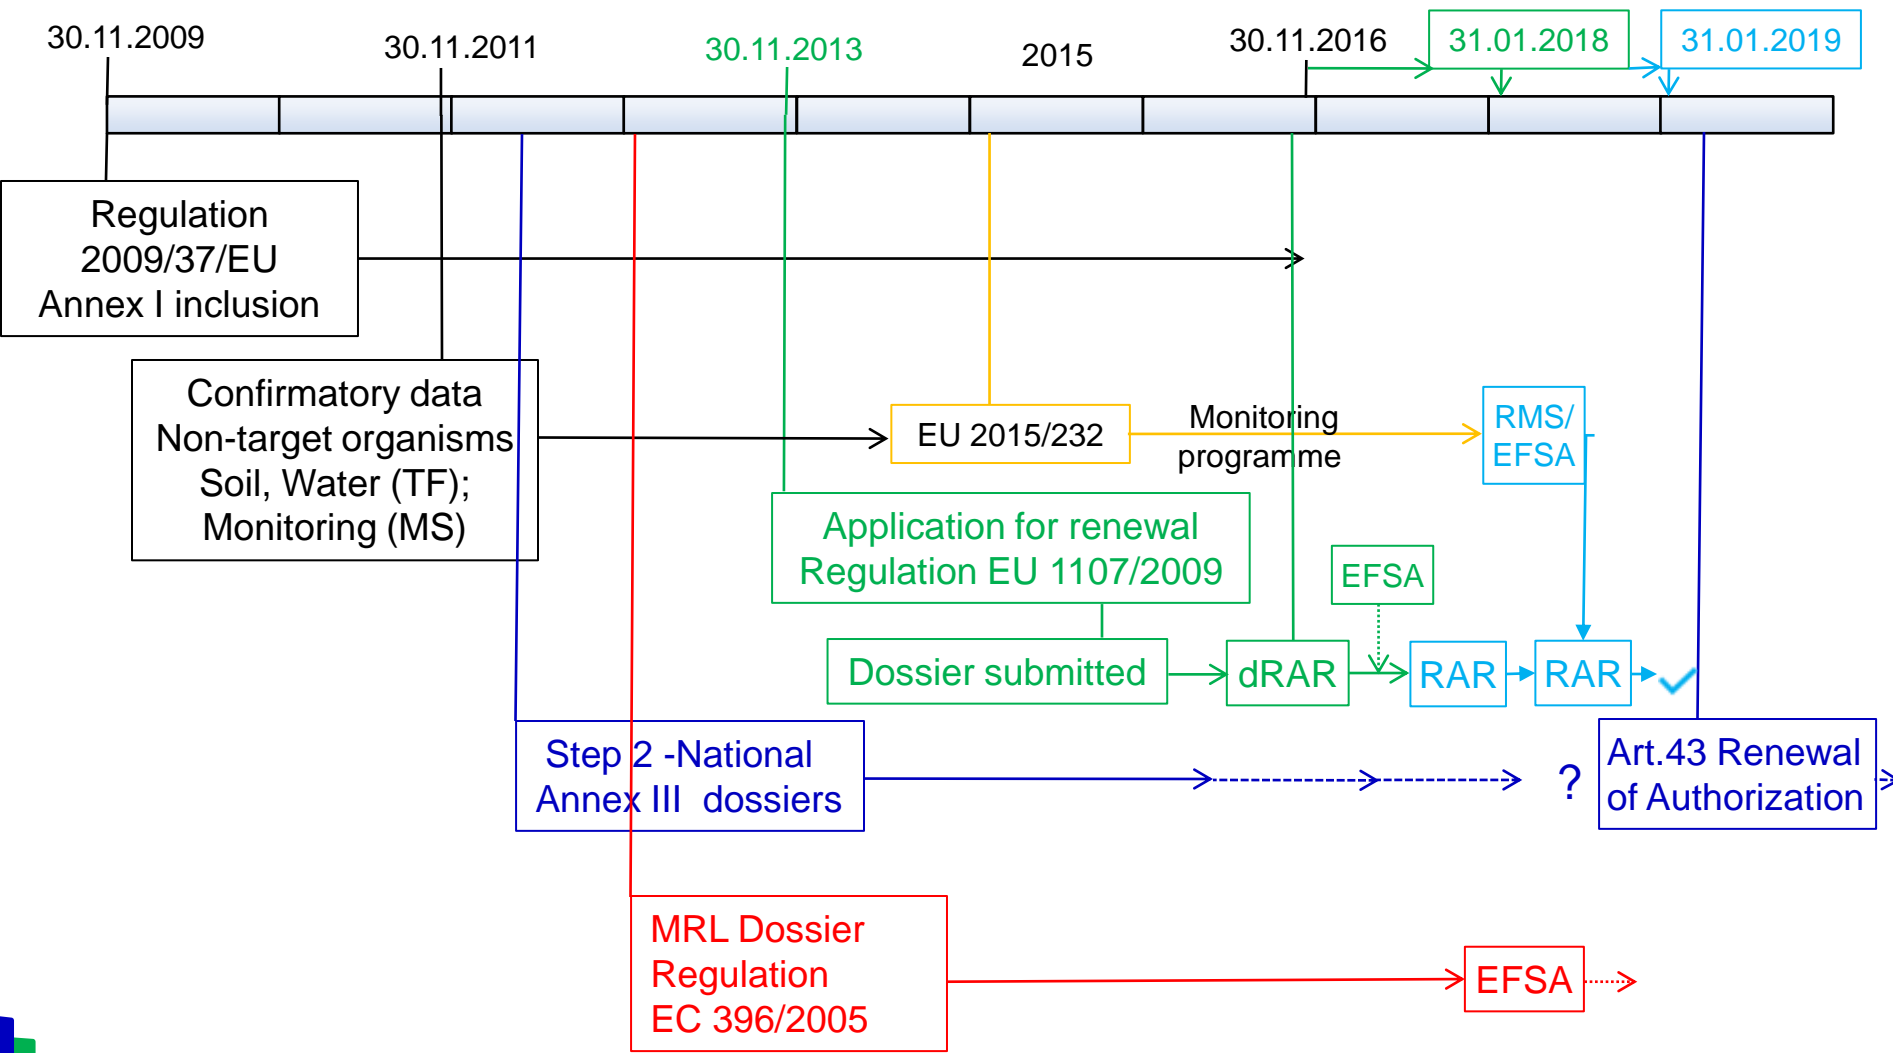 30.11.2009
30.11.2011
30.11.2013
2015
30.11.2016
31.01.2018
31.01.2019
Regulation
2009/37/EU
Annex I inclusion
Confirmatory data
Non-target organisms
Soil, Water (TF);
Monitoring (MS)
EU 2015/232
Monitoring
programme
RMS/
EFSA
Application for renewal
Regulation EU 1107/2009
EFSA
Dossier submitted
dRAR
RAR
RAR
Step 2 -National
Annex III dossiers
?
Art.43 Renewal
of Authorization
MRL Dossier
Regulation
EC 396/2005
EFSA